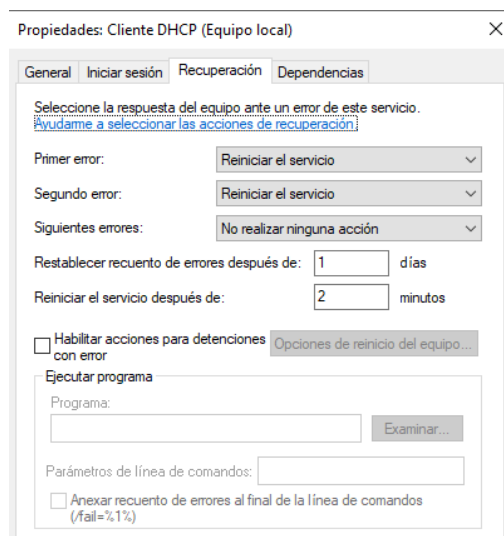 Propiedades: Cliente DHCP (Equipo local)
General Iniciar sesión Recuperación Dependencias
Seleccione la respuesta del equipo ante un error de este servicio.
Ayudarme a seleccionar las acciones de recuperación.
Primer error: Reiniciar el servicio
Segundo error: Reiniciar el servicio
Siguientes errores: No realizar ninguna acción
Restablecer recuento de errores después de: 1 días
Reiniciar el servicio después de: 2 minutos
Habilitar acciones para detenciones
con error
Opciones de reinicio del equipo...
Ejecutar programa
Programa:
Examinar...
Parámetros de línea de comandos:
Anexar recuento de errores al final de la línea de comandos
(/fail=%1%)